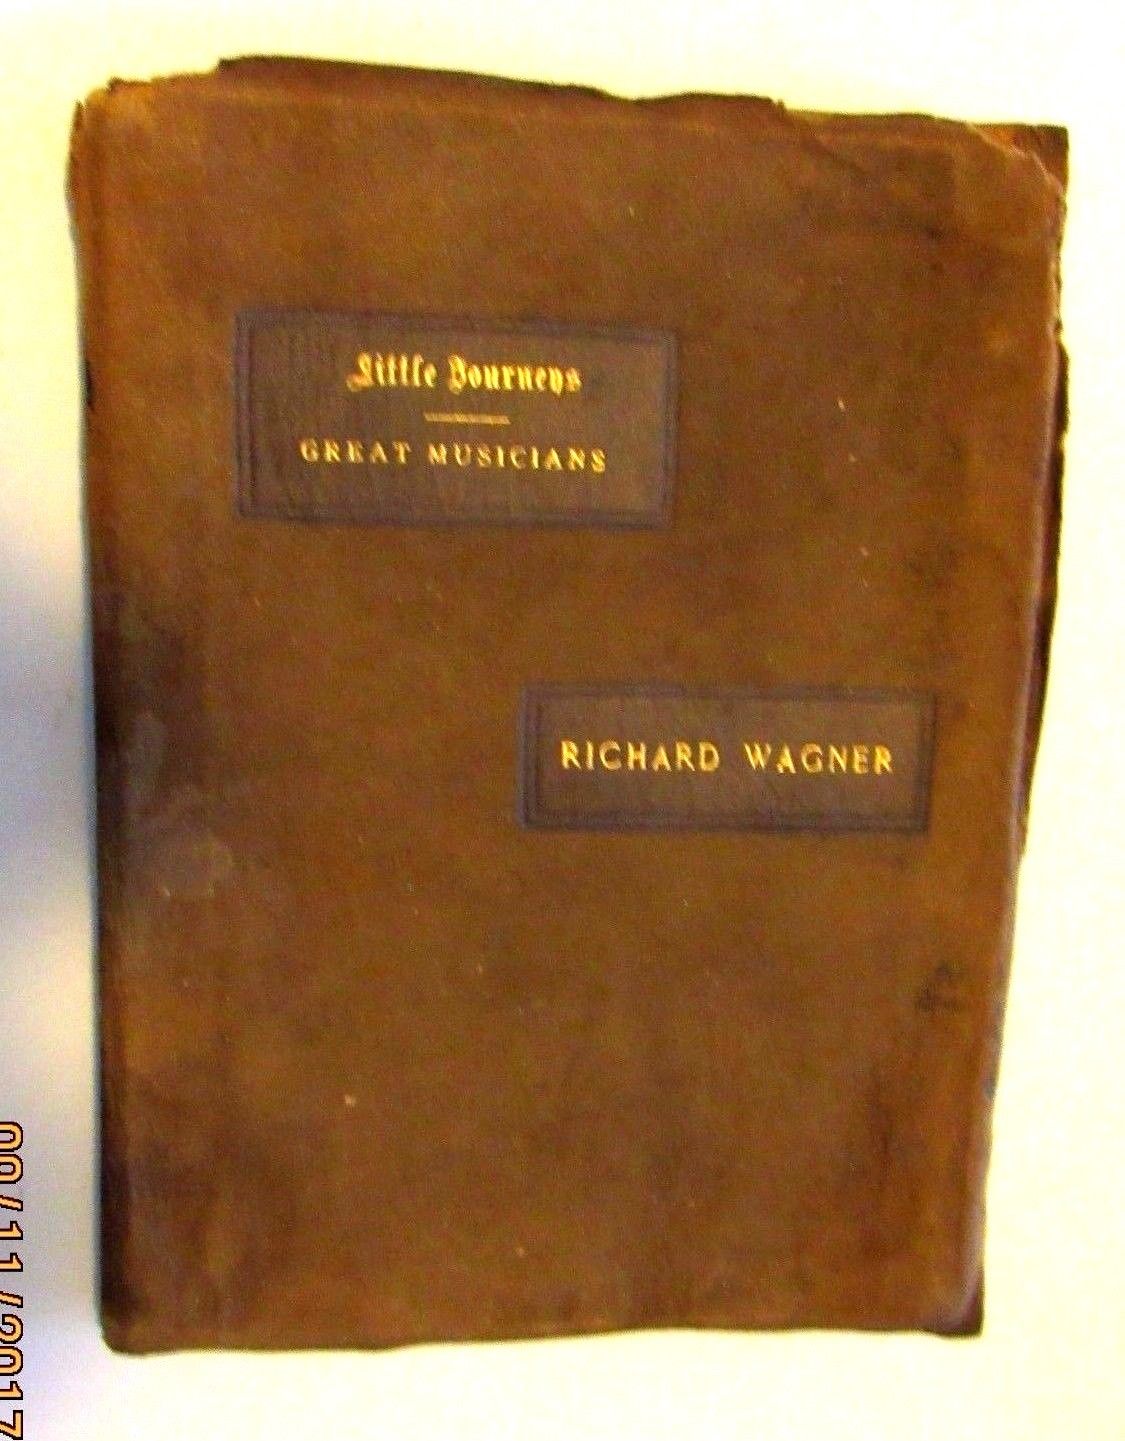 Little Journeys
GREAT MUSICIANS
RICHARD WAGNER
09/11/2017